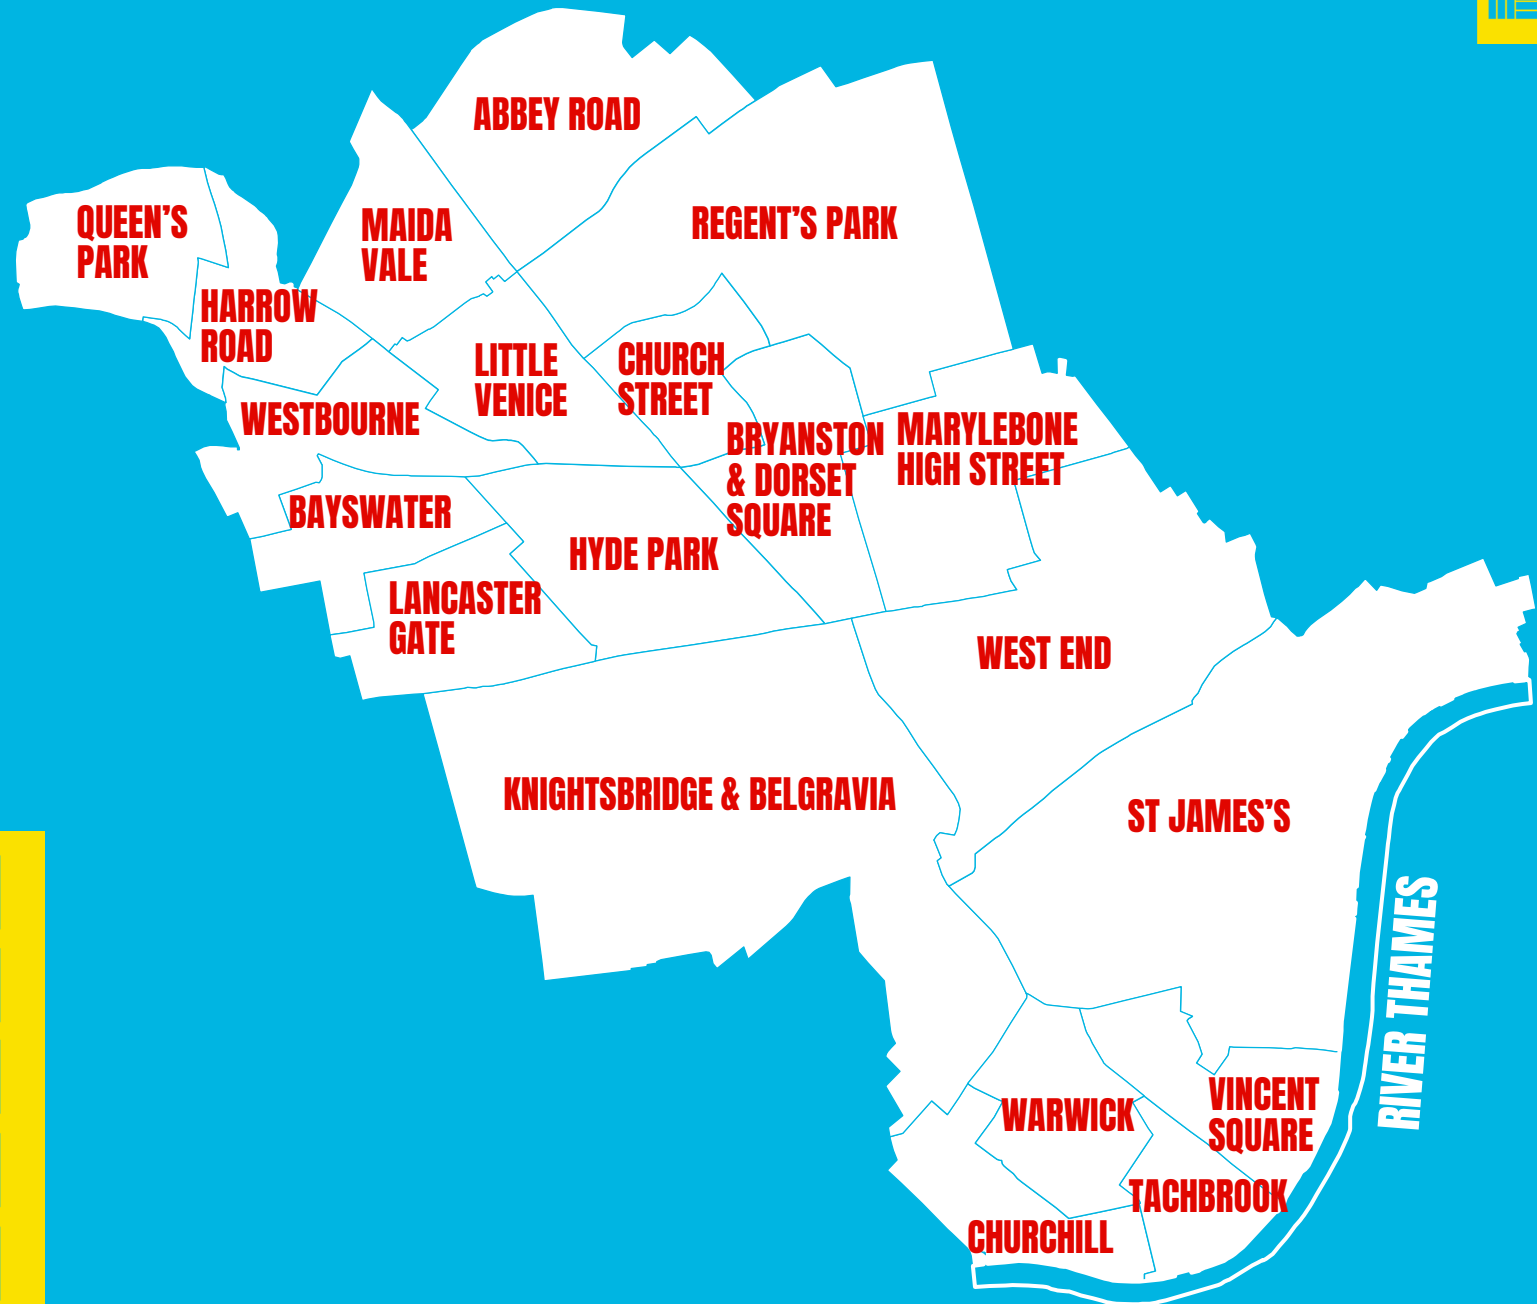 ABBEY ROAD
QUEEN'S
PARK
MAIDA
VALE
REGENT'S PARK
HARROW
ROAD
LITTLE
VENICE
CHURCH
STREET
WESTBOURNE
BRYANSTON
& DORSET
SQUARE
MARYLEBONE
HIGH STREET
BAYSWATER
HYDE PARK
LANCASTER
GATE
WEST END
KNIGHTSBRIDGE & BELGRAVIA
ST JAMES'S
RIVER THAMES
WARWICK
VINCENT
SQUARE
TACHBROOK
CHURCHILL